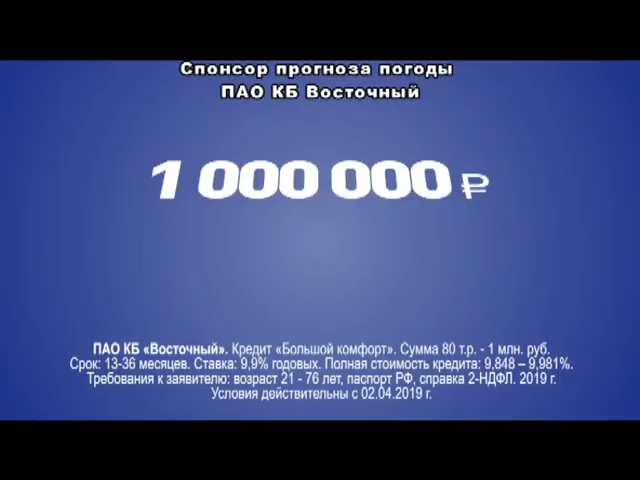 Спонсор прогноза погоды
ПАО КБ Восточный
1 000 000 ₽
ПАО КБ «Восточный». Кредит «Большой комфорт». Сумма 80 т.р. - 1 млн. руб.
Срок: 13-36 месяцев. Ставка: 9,9% годовых. Полная стоимость кредита: 9,848 – 9,981%.
Требования к заявителю: возраст 21 - 76 лет, паспорт РФ, справка 2-НДФЛ. 2019 г.
Условия действительны с 02.04.2019 г.